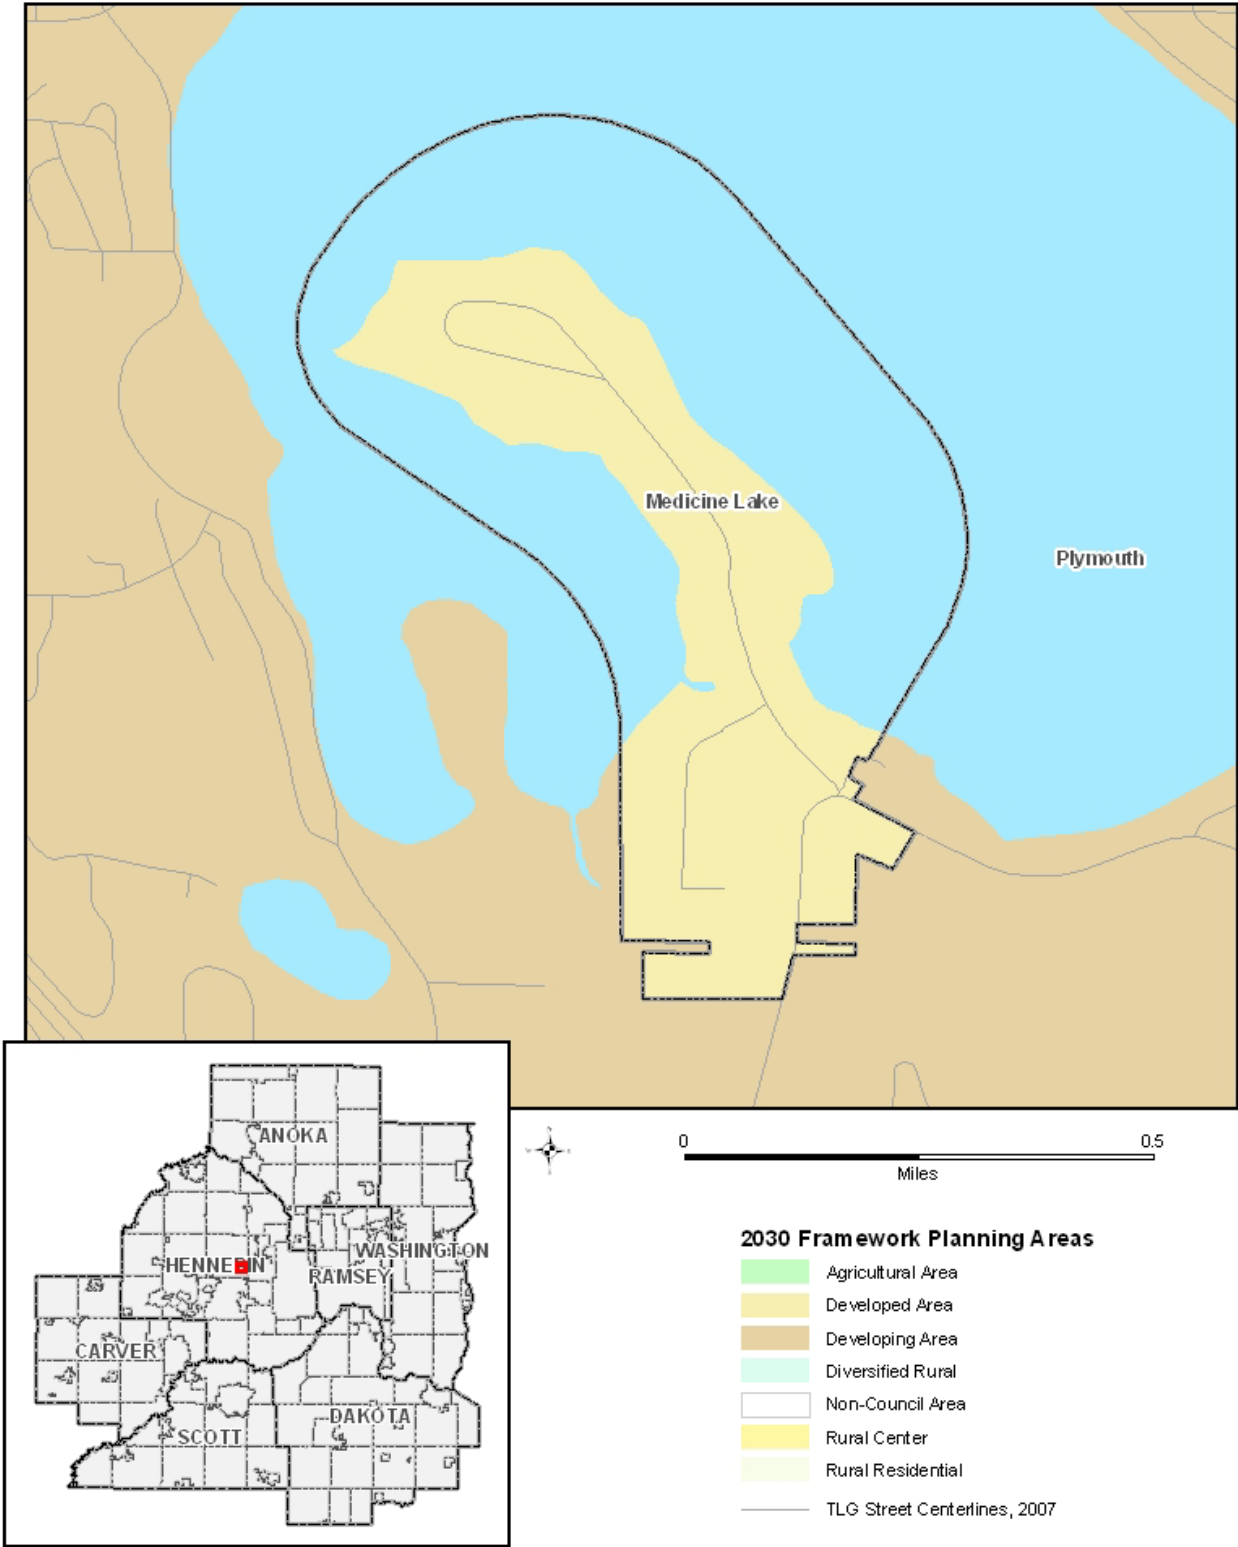 Medicine Lake
Plymouth
ANOKA
HENNEPIN
WASHINGTON
RAMSEY
CARVER
SCOTT
DAKOTA
0 0.5
Miles
2030 Framework Planning Areas
Agricultural Area
Developed Area
Developing Area
Diversified Rural
Non-Council Area
Rural Center
Rural Residential
TLG Street Centerlines, 2007